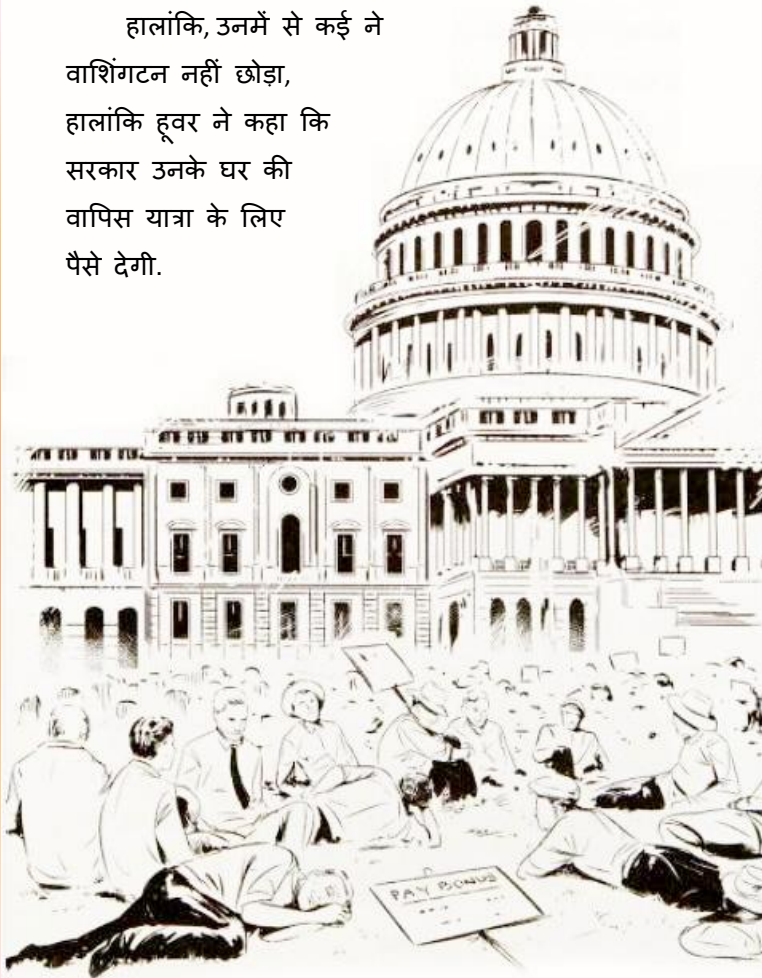 हालांकि, उनमें से कई ने
वाशिंगटन नहीं छोड़ा,
हालांकि हूवर ने कहा कि
सरकार उनके घर की
वापिस यात्रा के लिए
पैसे देगी.
PAY BONUS